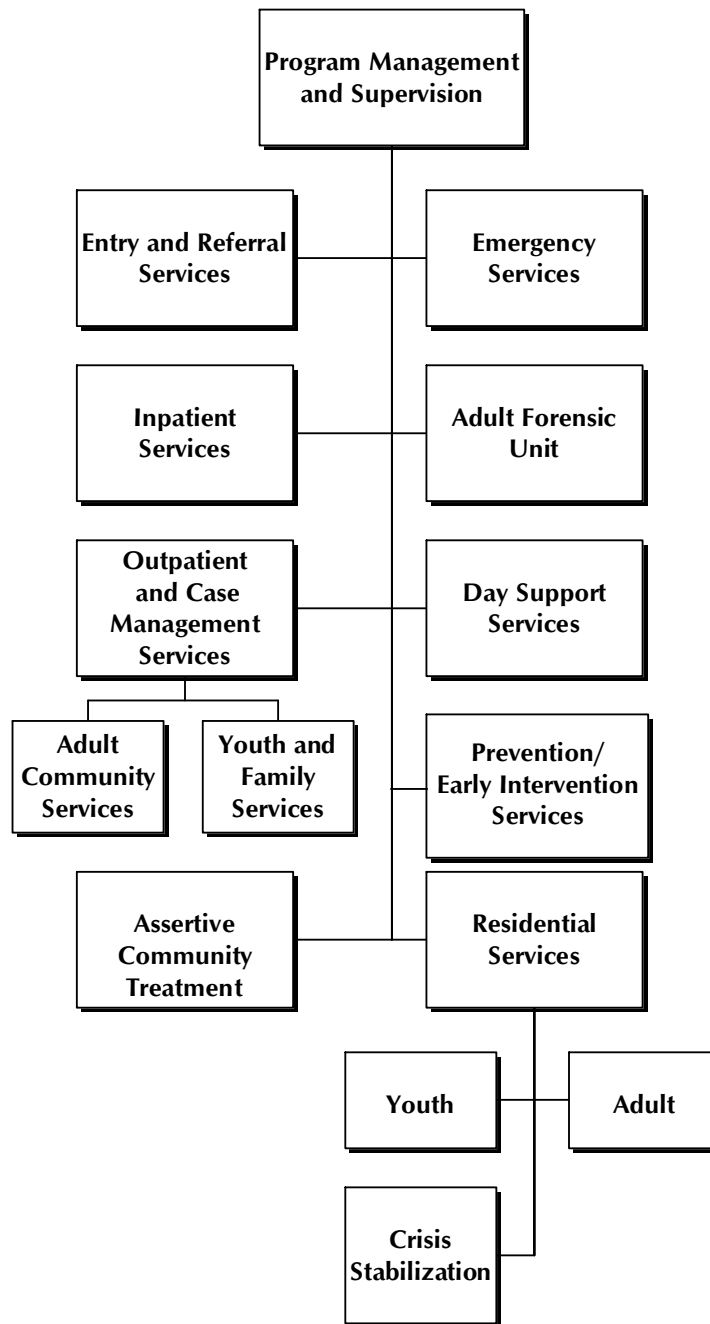 Program Management
and Supervision
Entry and Referral
Services
Emergency
Services
Inpatient
Services
Adult Forensic
Unit
Outpatient
and Case
Management
Services
Day Support
Services
Adult
Community
Services
Youth and
Family
Services
Prevention/
Early Intervention
Services
Assertive
Community
Treatment
Residential
Services
Youth
Adult
Crisis
Stabilization